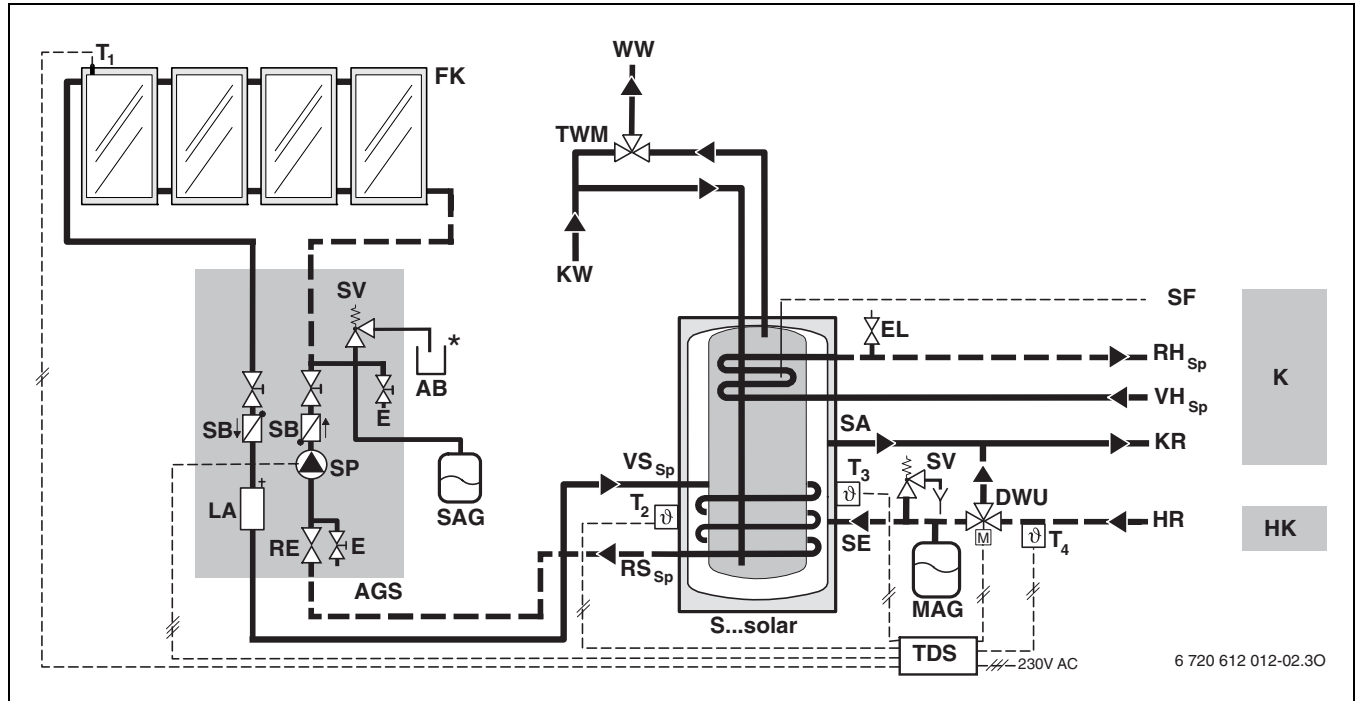 T1
FK
WW
TWM
KW
SV
*
AB
E
SB
SB
SP
SAG
LA
RE
E
AGS
SF
EL
RHSp
VHSp
K
SA
KR
VSSp
T3
SV
DWU
T2
ϑ
ϑ
SE
M
ϑ
T4
HR
HK
RSSp
MAG
S...solar
TDS
230V AC
6 720 612 012-02.3O